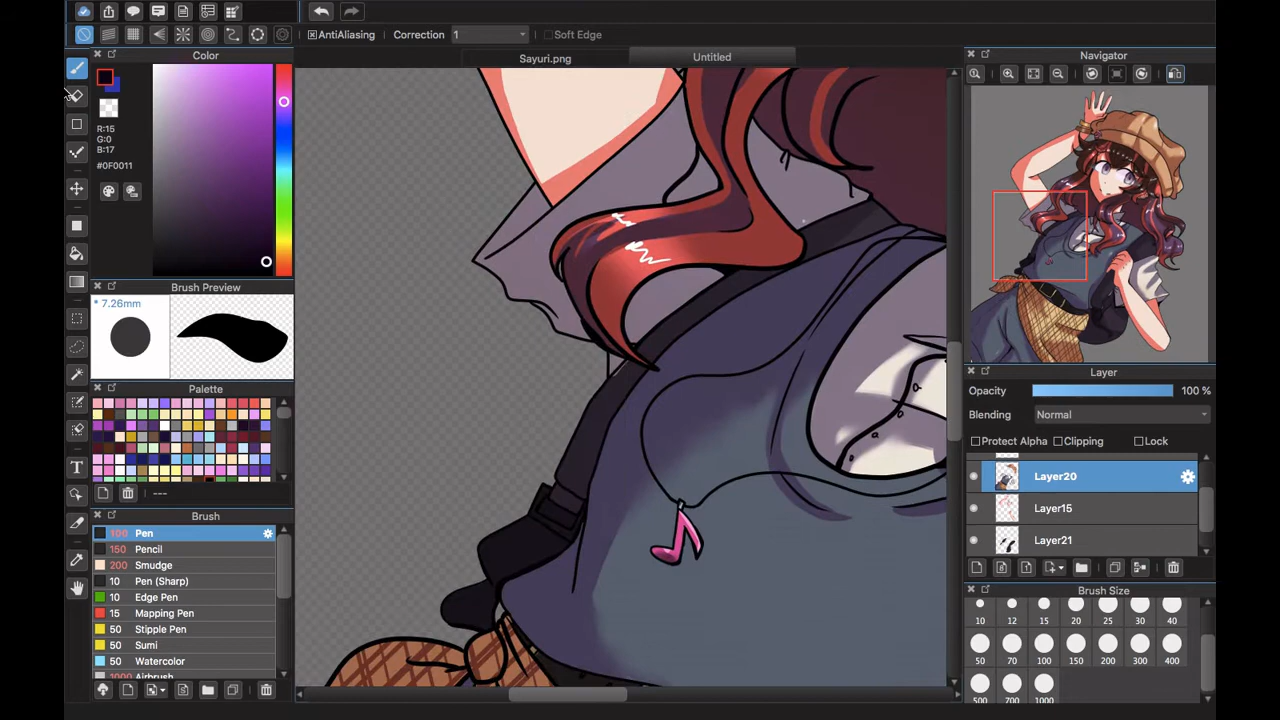 AntiAliasing Correction 1 Soft Edge
Color
Sayuri.png
Untitled
Navigator
R:15
G:0
B:17
#0F0011
Brush Preview
* 7.26mm
Palette
---
Brush
100 Pen
150 Pencil
200 Smudge
10 Pen (Sharp)
10 Edge Pen
15 Mapping Pen
50 Stipple Pen
50 Sumi
50 Watercolor
1000 Airbrush
Layer
Opacity 100 %
Blending Normal
Protect Alpha Clipping Lock
Layer20
Layer15
Layer21
Brush Size
10 12 15 20 25 30 40
50 70 100 150 200 300 400
500 700 1000